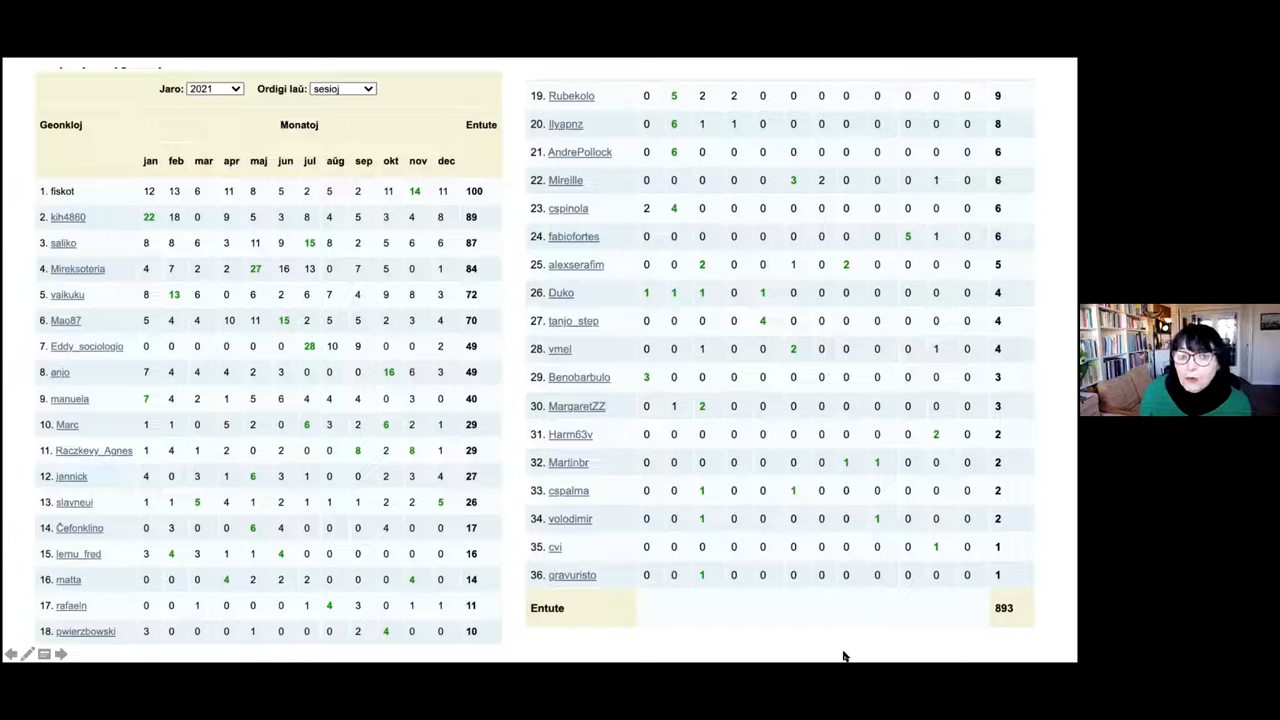 Jaro: 2021 Ordigi laŭ: sesioj
Geonkloj Monatoj Entute
jan feb mar apr maj jun jul aŭg sep okt nov dec
1. fiskot 12 13 6 11 8 5 2 5 2 11 14 11 100
2. kih4860 22 18 0 9 5 3 8 4 5 3 4 8 89
3. saliko 8 8 6 3 11 9 15 8 2 5 6 6 87
4. Mireksoteria 4 7 2 2 27 16 13 0 7 5 0 1 84
5. valkuku 8 13 6 0 6 2 6 7 4 9 8 3 72
6. Mao87 5 4 4 10 11 15 2 5 5 2 3 4 70
7. Eddy_sociologio 0 0 0 0 0 0 28 10 9 0 0 2 49
8. anjo 7 4 4 4 2 3 0 0 0 16 6 3 49
9. manuela 7 4 2 1 5 6 4 4 4 0 3 0 40
10. Marc 1 1 0 5 2 0 6 3 2 6 2 1 29
11. Raczkevy_Agnes 1 4 1 2 0 2 0 0 8 2 8 1 29
12. jannick 4 0 3 1 6 3 1 0 0 2 3 4 27
13. slavneui 1 1 5 4 1 2 1 1 1 2 2 5 26
14. Ĉefonklino 0 3 0 0 6 4 0 0 0 4 0 0 17
15. lernu_fred 3 4 3 1 1 4 0 0 0 0 0 0 16
16. matta 0 0 0 4 2 2 2 0 0 0 4 0 14
17. rafaeln 0 0 1 0 0 0 1 4 3 0 1 1 11
18. pwierzbowski 3 0 0 0 1 0 0 0 2 4 0 0 10
19. Rubekolo 0 5 2 2 0 0 0 0 0 0 0 0 9
20. Ilyapnz 0 6 1 1 0 0 0 0 0 0 0 0 8
21. AndrePollock 0 6 0 0 0 0 0 0 0 0 0 0 6
22. Mireille 0 0 0 0 0 3 2 0 0 0 1 0 6
23. cspinola 2 4 0 0 0 0 0 0 0 0 0 0 6
24. fabiofortes 0 0 0 0 0 0 0 0 0 5 1 0 6
25. alexserafim 0 0 2 0 0 1 0 2 0 0 0 0 5
26. Duko 1 1 1 0 1 0 0 0 0 0 0 0 4
27. tanjo_step 0 0 0 0 4 0 0 0 0 0 0 0 4
28. vmel 0 0 1 0 0 2 0 0 0 0 1 0 4
29. Benobarbulo 3 0 0 0 0 0 0 0 0 0 0 0 3
30. MargaretZZ 0 1 2 0 0 0 0 0 0 0 0 0 3
31. Harm63v 0 0 0 0 0 0 0 0 0 0 2 0 2
32. Martinbr 0 0 0 0 0 0 0 1 1 0 0 0 2
33. cspalma 0 0 1 0 0 1 0 0 0 0 0 0 2
34. volodimir 0 0 1 0 0 0 0 0 1 0 0 0 2
35. cvi 0 0 0 0 0 0 0 0 0 0 1 0 1
36. gravuristo 0 0 1 0 0 0 0 0 0 0 0 0 1
Entute 893